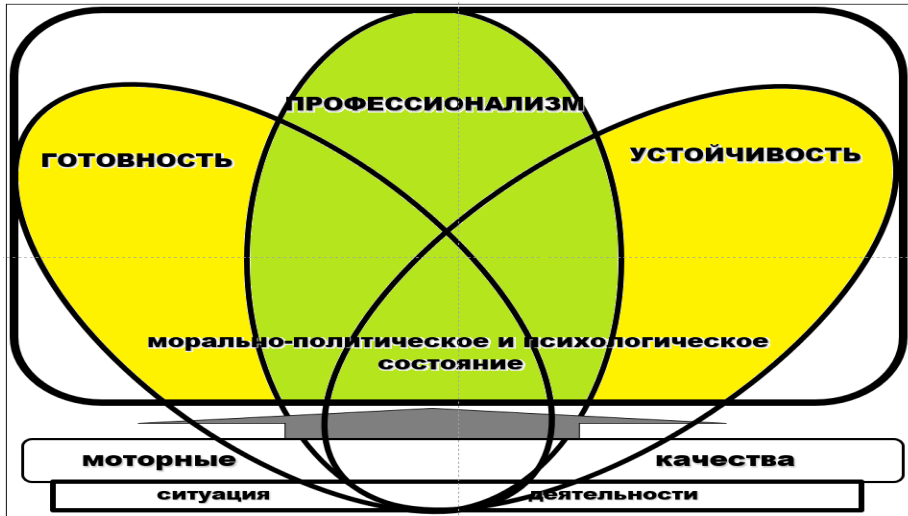 ПРОФЕССИОНАЛИЗМ
ГОТОВНОСТЬ
УСТОЙЧИВОСТЬ
морально-политическое и психологическое
состояние
моторные качества
ситуация деятельности